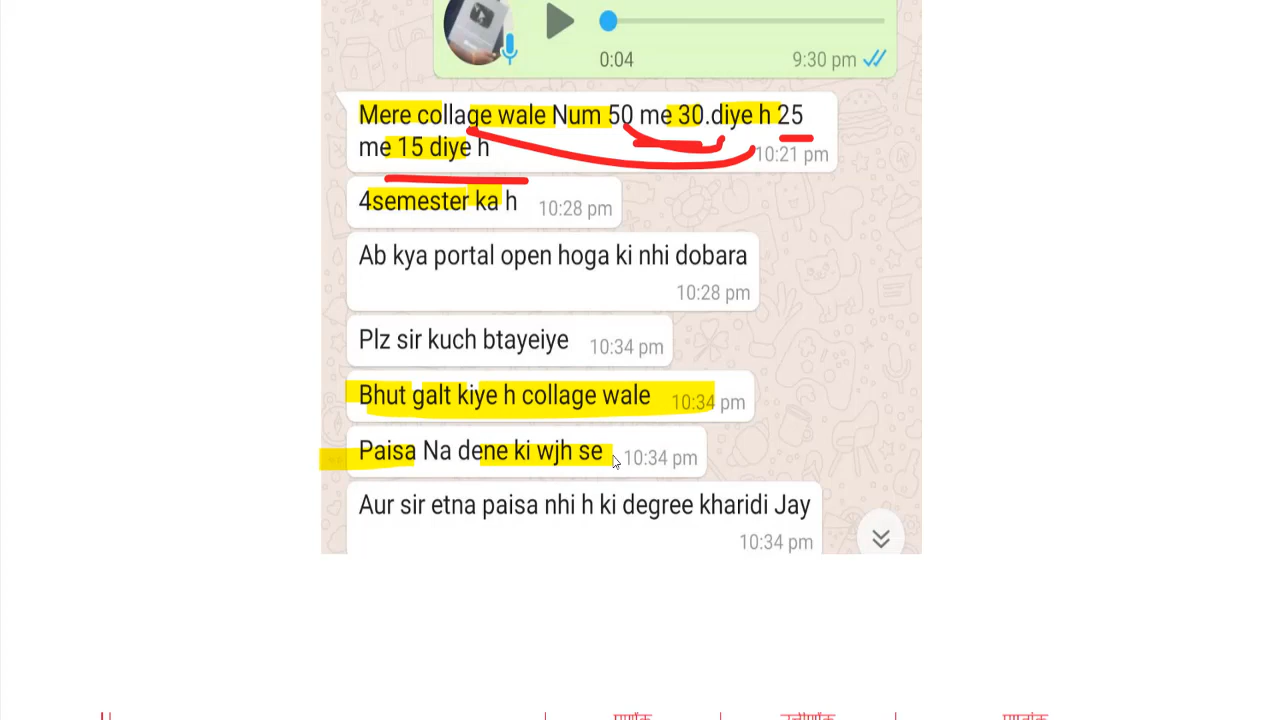 0:04 9:30 pm
Mere collage wale Num 50 me 30.diye h 25
me 15 diye h 10:21 pm
4semester ka h 10:28 pm
Ab kya portal open hoga ki nhi dobara
10:28 pm
Plz sir kuch btayeiye 10:34 pm
Bhut galt kiye h collage wale 10:34 pm
Paisa Na dene ki wjh se 10:34 pm
Aur sir etna paisa nhi h ki degree kharidi Jay
10:34 pm